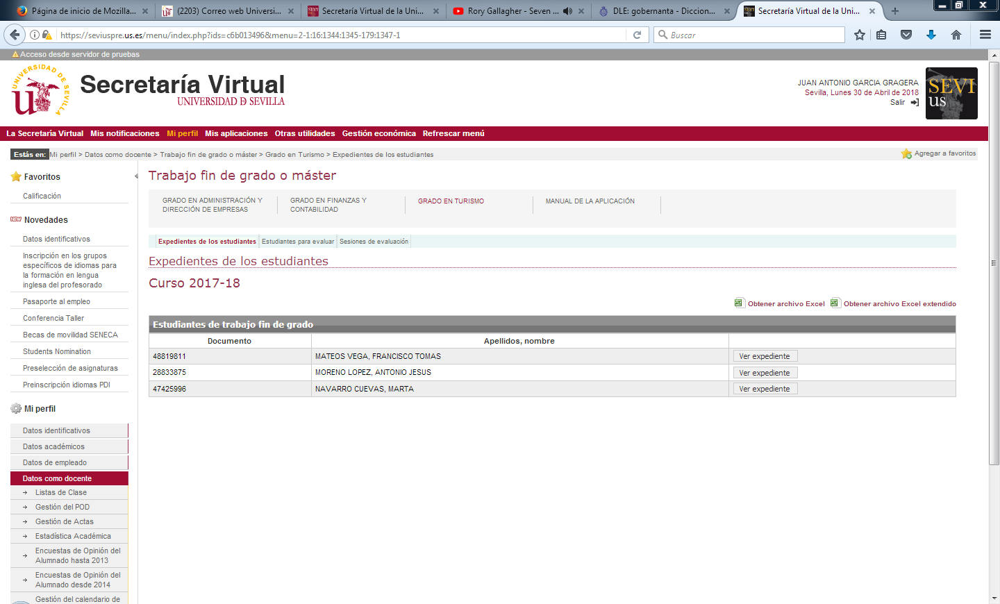 Página de inicio de Mozilla...
(2203) Correo web Universi...
Secretaría Virtual de la Uni...
Rory Gallagher - Seven ...
DLE: gobernanta - Diccion...
Secretaría Virtual de la Uni...
https://seviuspre.us.es/menu/index.php?ids=c6b013496&menu=2-1:16:1344:1345-179:1347-1
Buscar
Acceso desde servidor de pruebas
UNIVERSIDAD DE SEVILLA
Secretaría Virtual
UNIVERSIDAD D SEVILLA
JUAN ANTONIO GARCIA GRAGERA
Sevilla, Lunes 30 de Abril de 2018
Salir
SEVI
us
La Secretaría Virtual Mis notificaciones Mi perfil Mis aplicaciones Otras utilidades Gestión económica Refrescar menú
Estás en: Mi perfil > Datos como docente > Trabajo fin de grado o máster > Grado en Turismo > Expedientes de los estudiantes
Agregar a favoritos
Favoritos
Calificación
NEW Novedades
Datos identificativos
Inscripción en los grupos
específicos de idiomas para
la formación en lengua
inglesa del profesorado
Pasaporte al empleo
Conferencia Taller
Becas de movilidad SENECA
Students Nomination
Preselección de asignaturas
Preinscripción idiomas PDI
Mi perfil
Datos identificativos
Datos académicos
Datos de empleado
Datos como docente
Listas de Clase
Gestión del POD
Gestión de Actas
Estadística Académica
Encuestas de Opinión del
Alumnado hasta 2013
Encuestas de Opinión del
Alumnado desde 2014
Gestión del calendario de
Trabajo fin de grado o máster
GRADO EN ADMINISTRACIÓN Y
DIRECCIÓN DE EMPRESAS
GRADO EN FINANZAS Y
CONTABILIDAD
GRADO EN TURISMO
MANUAL DE LA APLICACIÓN
Expedientes de los estudiantes Estudiantes para evaluar Sesiones de evaluación
Expedientes de los estudiantes
Curso 2017-18
Obtener archivo Excel Obtener archivo Excel extendido
Estudiantes de trabajo fin de grado
Documento Apellidos, nombre
48819811 MATEOS VEGA, FRANCISCO TOMAS Ver expediente
28833875 MORENO LOPEZ, ANTONIO JESUS Ver expediente
47425996 NAVARRO CUEVAS, MARTA Ver expediente